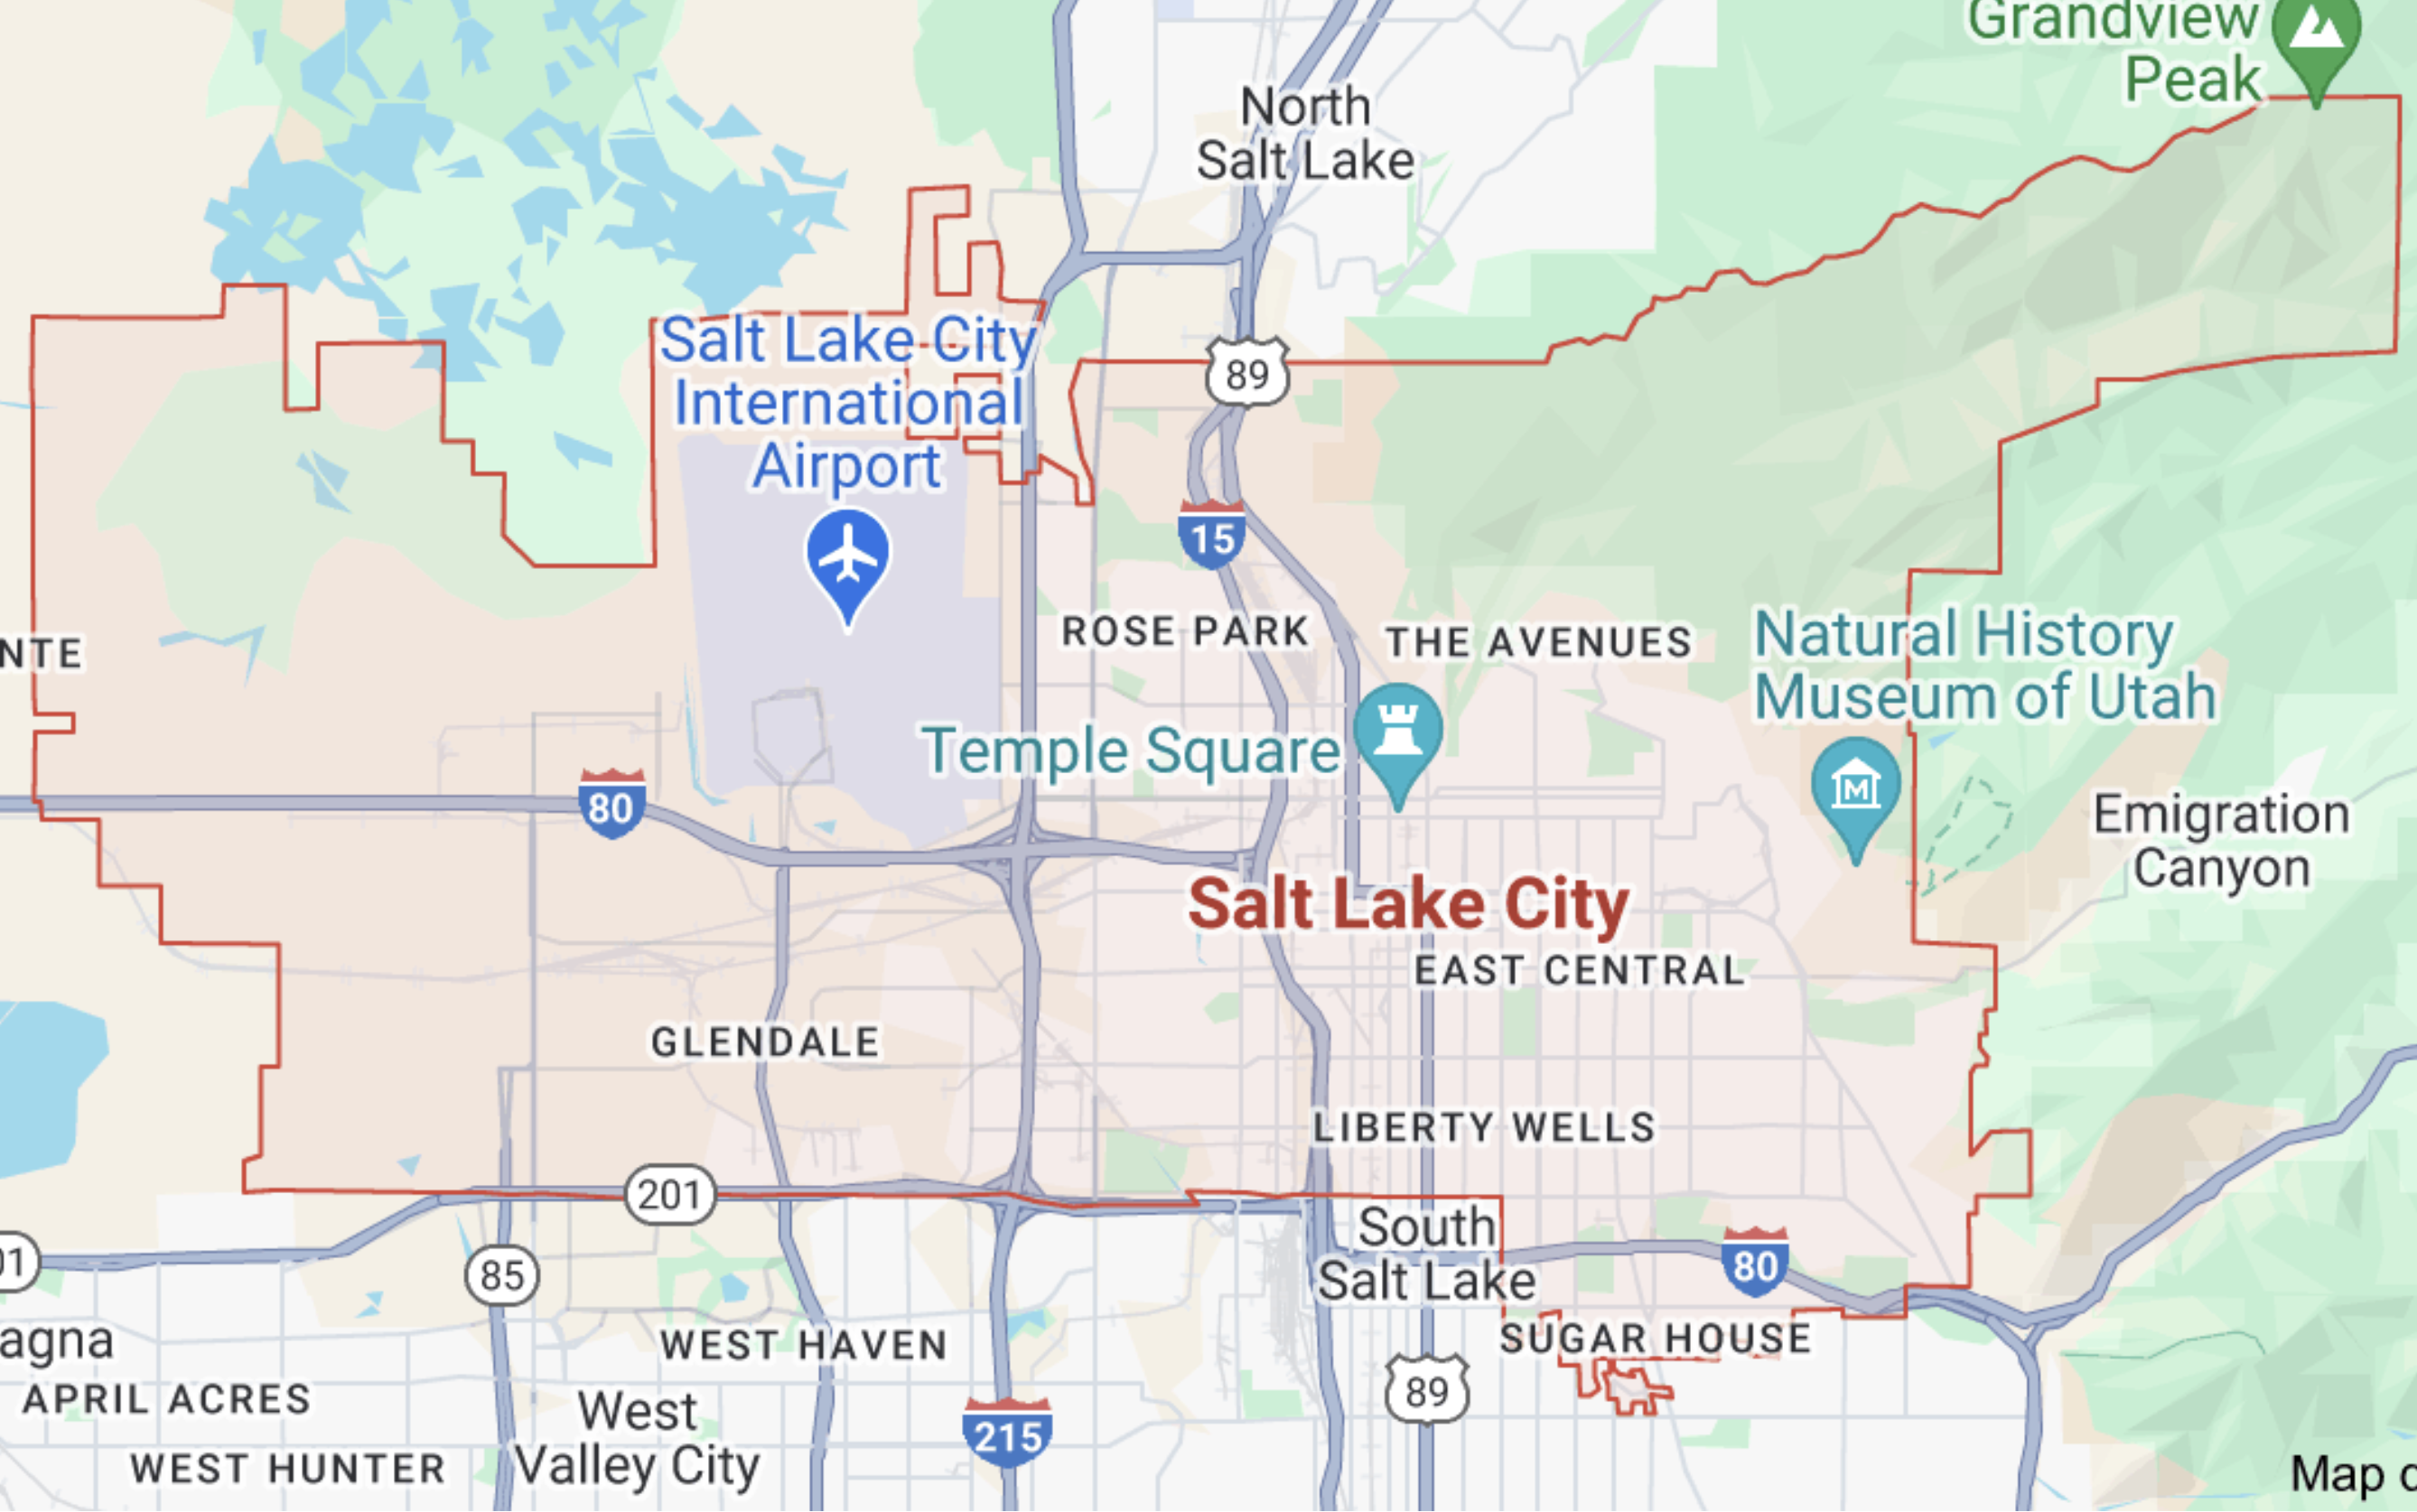 Grandview
Peak
North
Salt Lake
Salt Lake City
International
Airport
89
15
NTE
ROSE PARK
THE AVENUES
Natural History
Museum of Utah
Temple Square
80
Emigration
Canyon
Salt Lake City
EAST CENTRAL
GLENDALE
LIBERTY WELLS
201
South
Salt Lake
80
01
85
SUGAR HOUSE
agna
WEST HAVEN
89
APRIL ACRES
West
Valley City
215
WEST HUNTER
Map